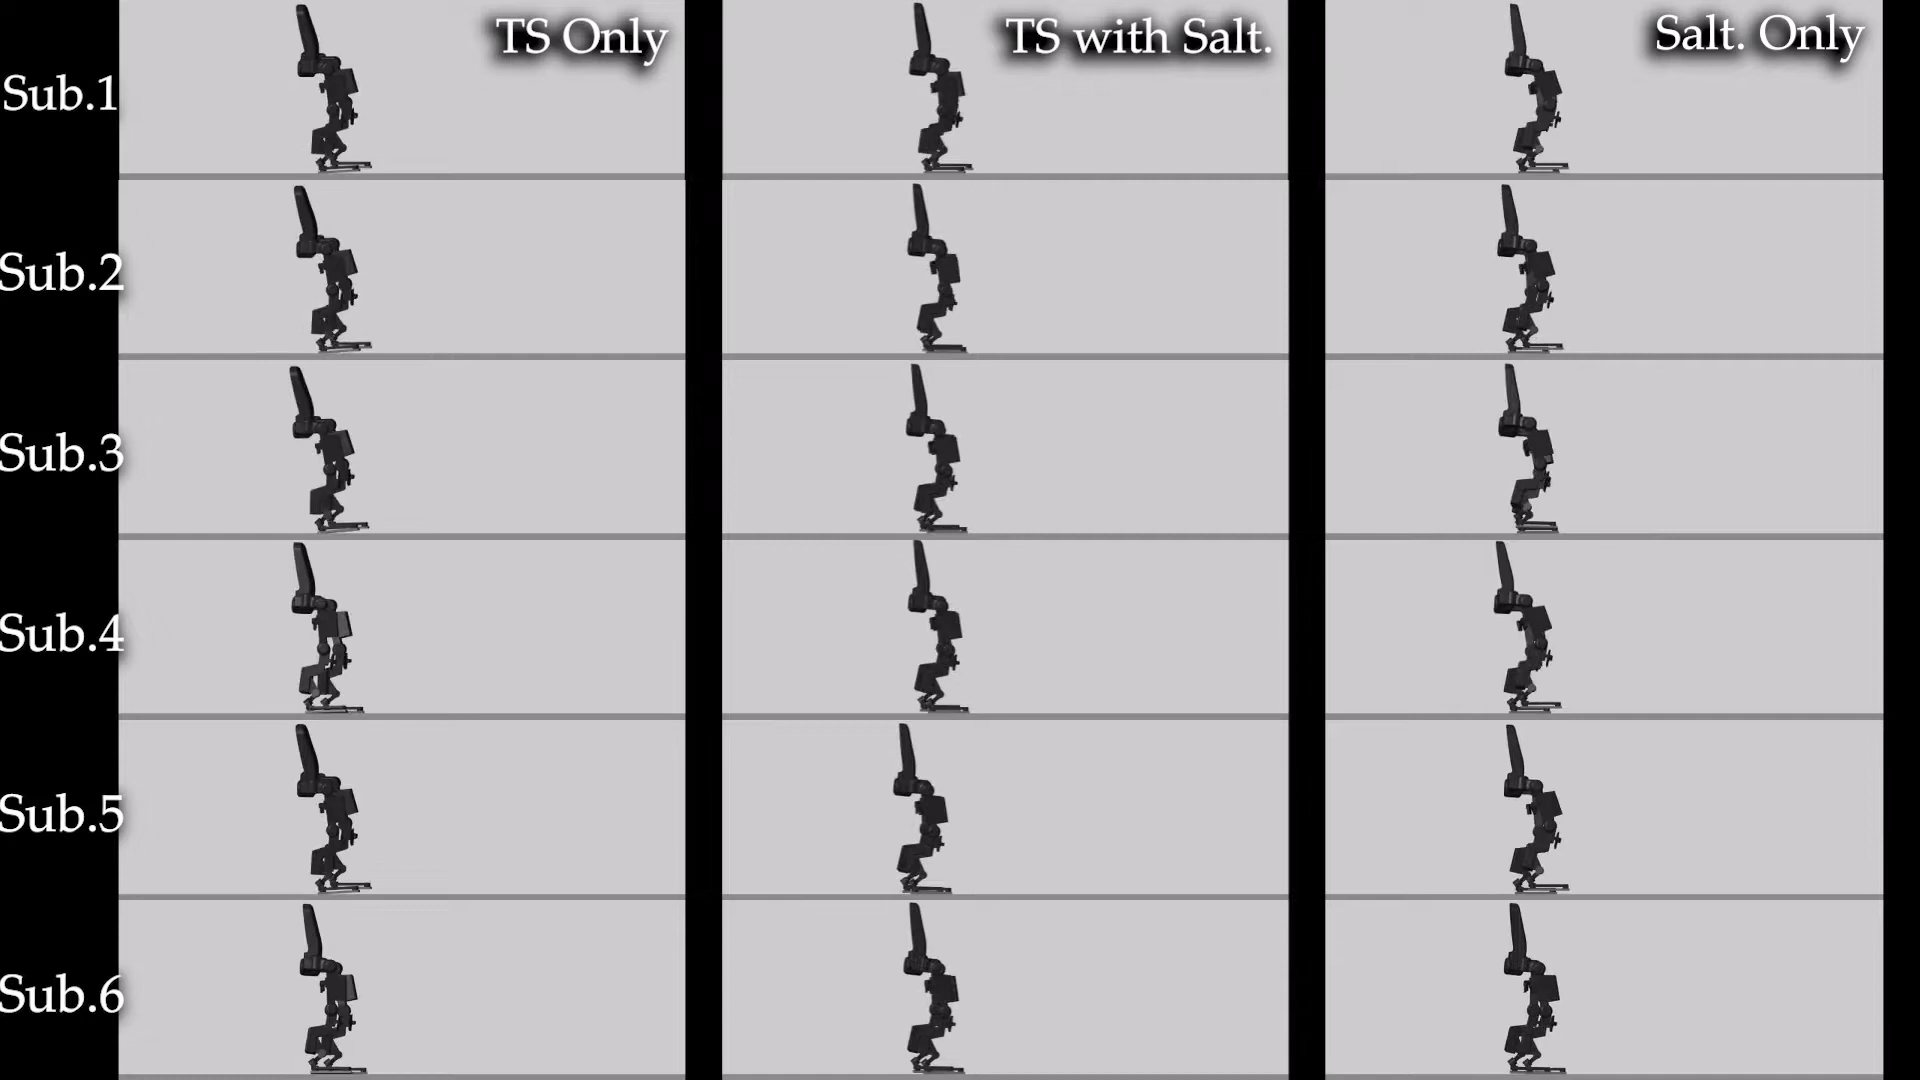 TS Only
TS with Salt.
Salt. Only
Sub.1
Sub.2
Sub.3
Sub.4
Sub.5
Sub.6